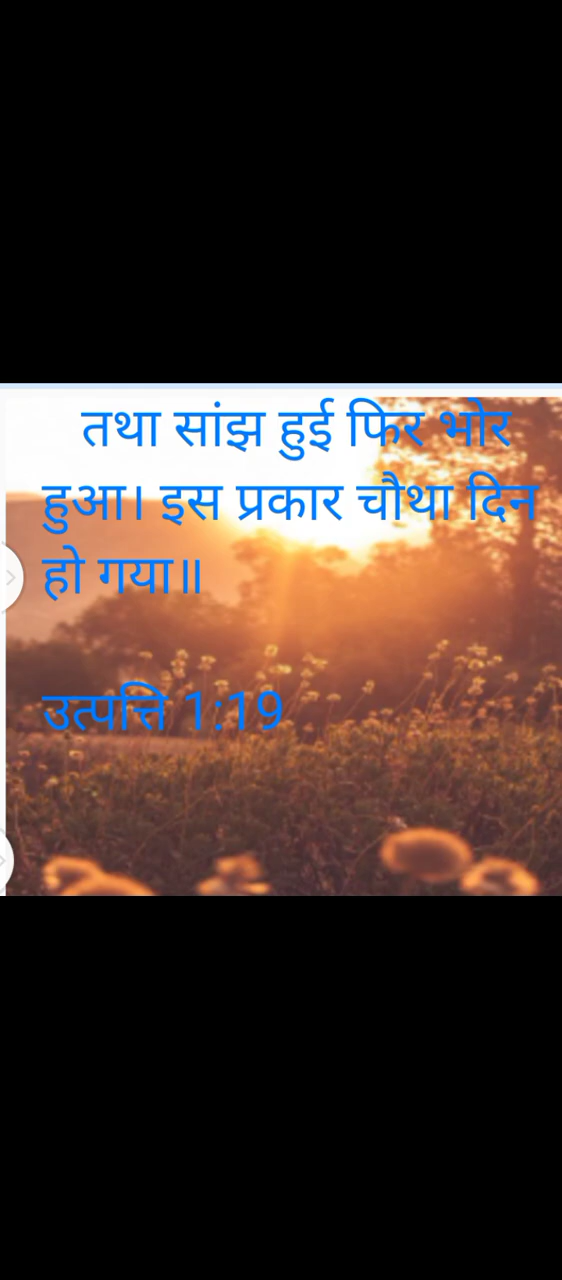 तथा सांझ हुई फिर भोर
हुआ। इस प्रकार चौथा दिन
हो गया॥
उत्पत्ति 1:19